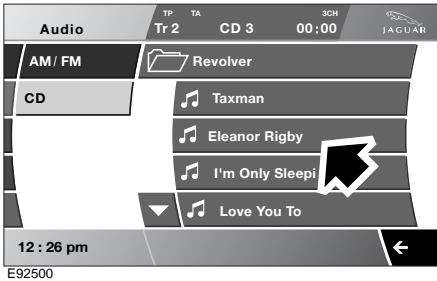 TP TA 3CH
Audio Tr 2 CD 3 00:00 JAGUAR
AM / FM Revolver
CD Taxman
Eleanor Rigby
I'm Only Sleepi
Love You To
12 : 26 pm
E92500